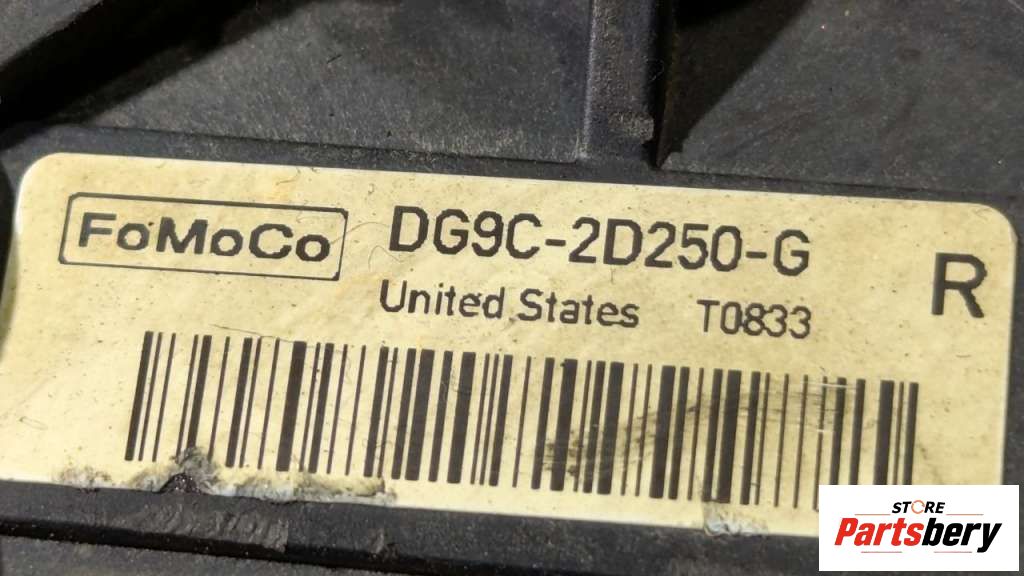 FoMoCo
DG9C-2D250-G
R
United States T0833
STORE
Partsbery